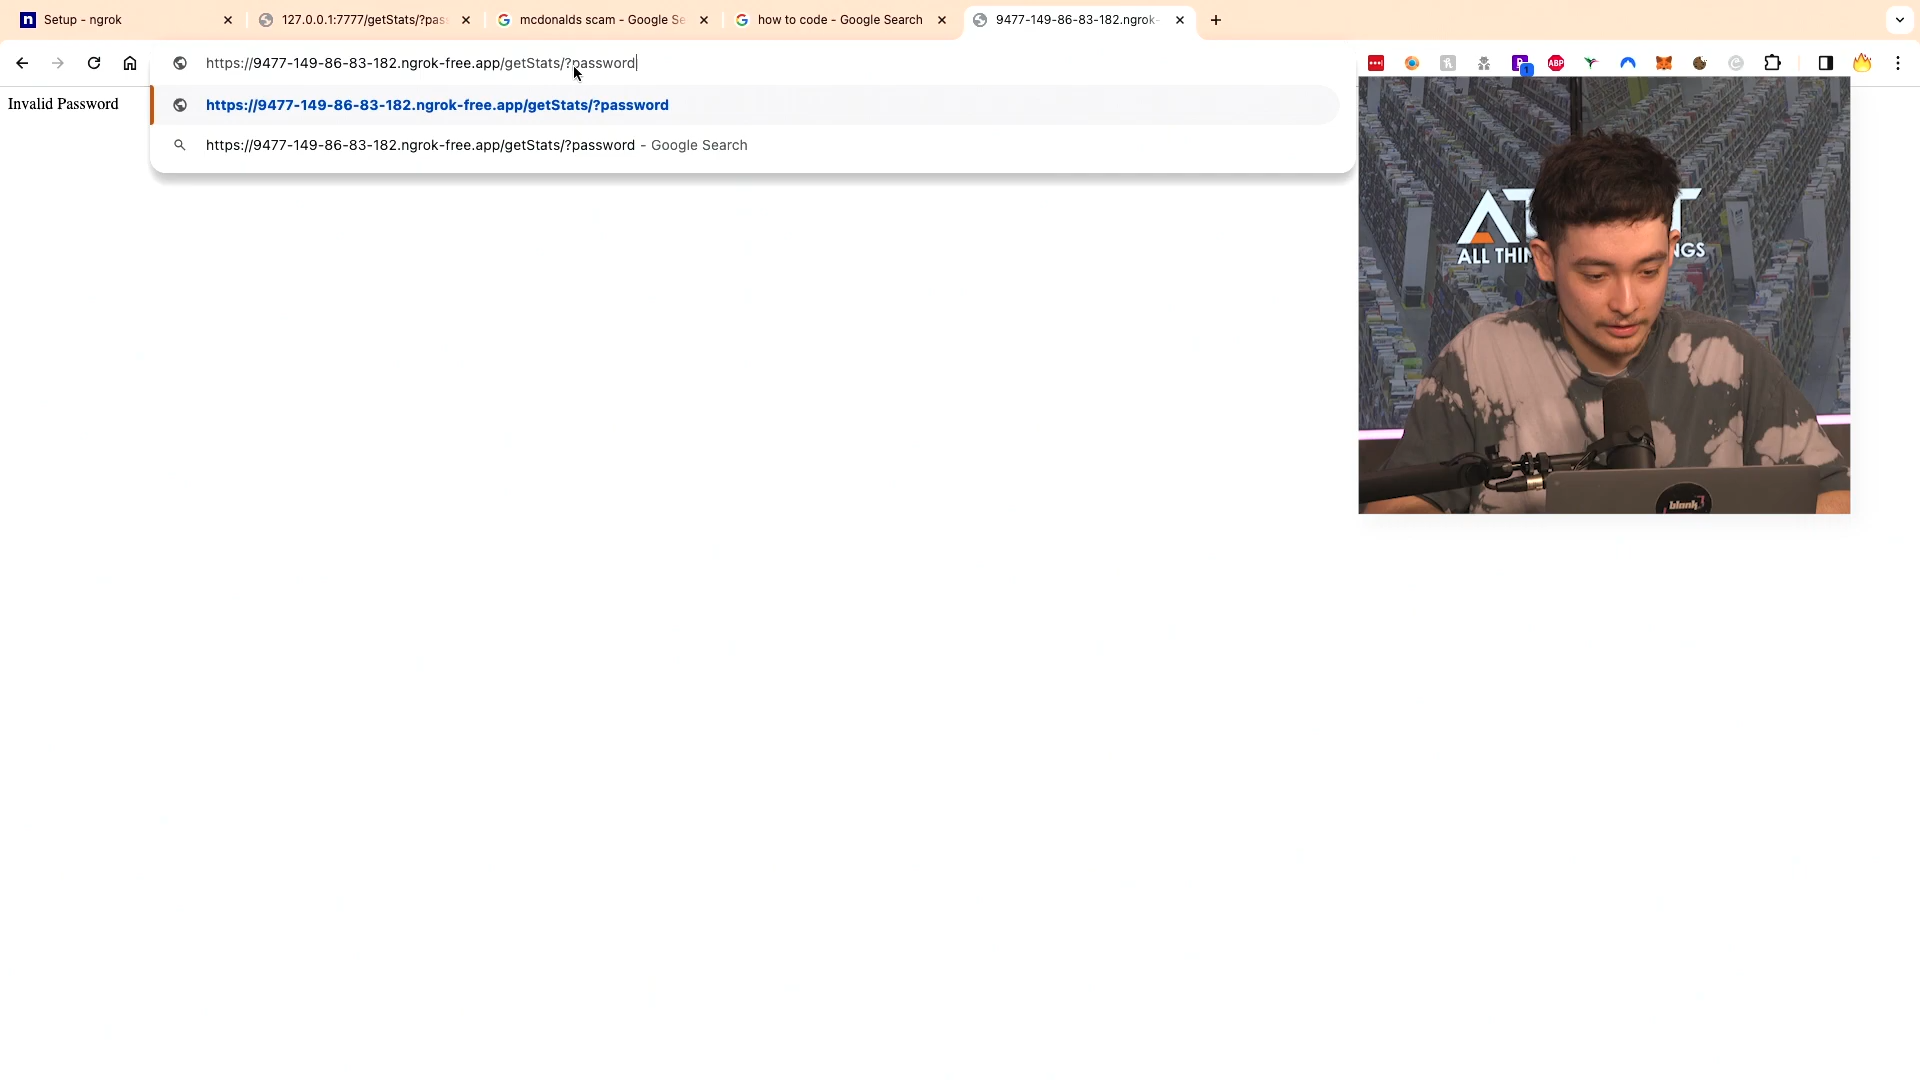 Setup - ngrok
127.0.0.1:7777/getStats/?pas
mcdonalds scam - Google Se
how to code - Google Search
9477-149-86-83-182.ngrok-
https://9477-149-86-83-182.ngrok-free.app/getStats/?password
ABP
1
Invalid Password
https://9477-149-86-83-182.ngrok-free.app/getStats/?password
https://9477-149-86-83-182.ngrok-free.app/getStats/?password - Google Search
ALL THIN NGS
blank